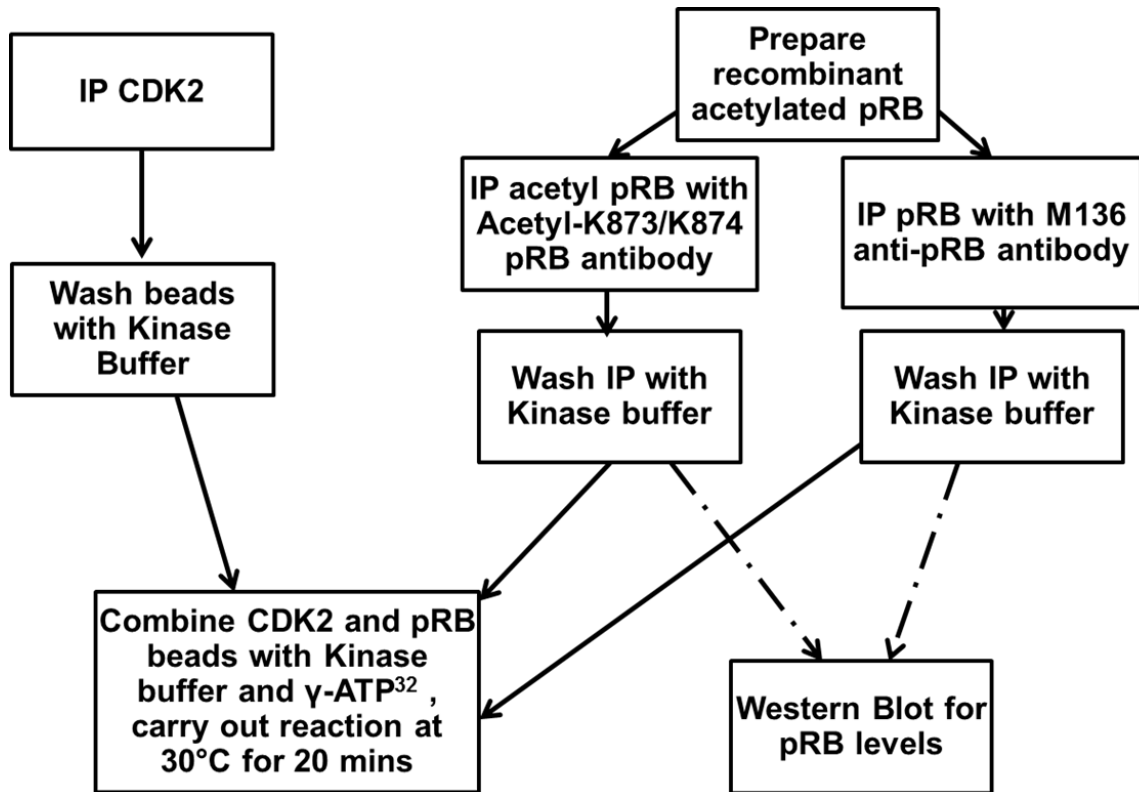 IP CDK2
Prepare
recombinant
acetylated pRB
IP acetyl pRB with
Acetyl-K873/K874
pRB antibody
IP pRB with M136
anti-pRB antibody
Wash beads
with Kinase
Buffer
Wash IP with
Kinase buffer
Wash IP with
Kinase buffer
Combine CDK2 and pRB
beads with Kinase
buffer and γ-ATP³² ,
carry out reaction at
30°C for 20 mins
Western Blot for
pRB levels